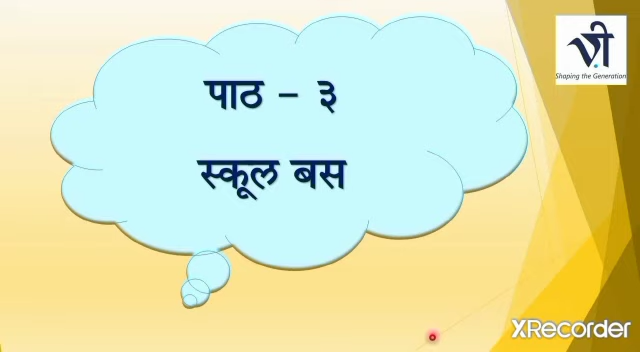 पाठ – ३
स्कूल बस
Shaping the Generation
XRecorder